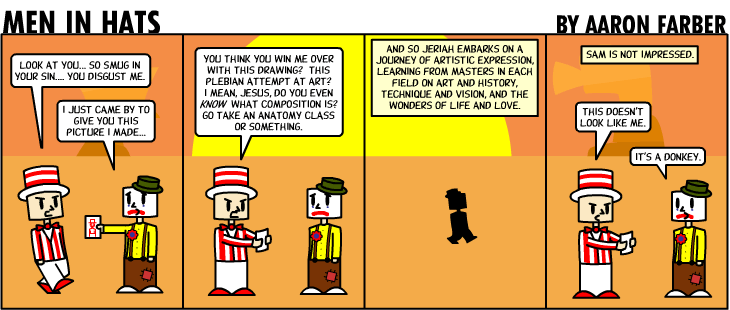 MEN IN HATS
BY AARON FARBER
LOOK AT YOU... SO SMUG IN
YOUR SIN.... YOU DISGUST ME.
I JUST CAME BY TO
GIVE YOU THIS
PICTURE I MADE...
YOU THINK YOU WIN ME OVER
WITH THIS DRAWING? THIS
PLEBIAN ATTEMPT AT ART?
I MEAN, JESUS, DO YOU EVEN
KNOW WHAT COMPOSITION IS?
GO TAKE AN ANATOMY CLASS
OR SOMETHING.
AND SO JERIAH EMBARKS ON A
JOURNEY OF ARTISTIC EXPRESSION,
LEARNING FROM MASTERS IN EACH
FIELD ON ART AND HISTORY,
TECHNIQUE AND VISION, AND THE
WONDERS OF LIFE AND LOVE.
SAM IS NOT IMPRESSED.
THIS DOESN'T
LOOK LIKE ME.
IT'S A DONKEY.